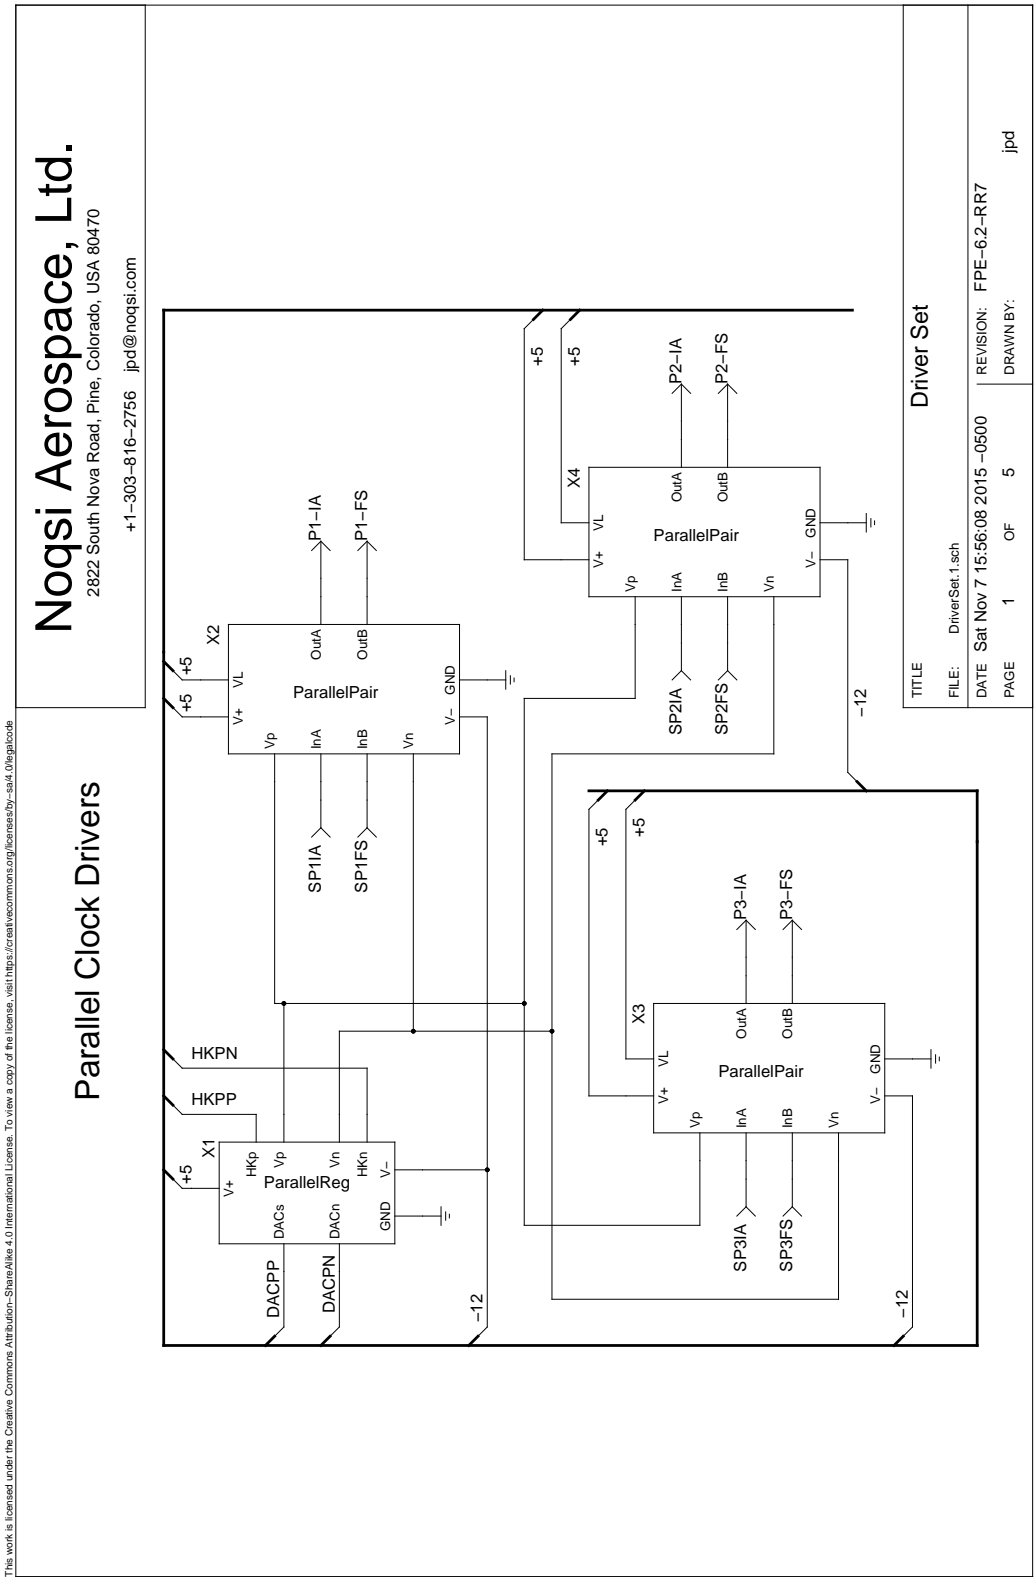 This work is licensed under the Creative Commons Attribution−ShareAlike 4.0 International License. To view a copy of the license, visit https://creativecommons.org/licenses/by−sa/4.0/legalcode
Noqsi Aerospace, Ltd.
2822 South Nova Road, Pine, Colorado, USA 80470
+1−303−816−2756 jpd@noqsi.com
Parallel Clock Drivers
X1
ParallelReg
V+
HKp
Vp
Vn
HKn
DACs
DACn
GND
V−
+5
HKPP
HKPN
DACPP
DACPN
−12
X2
ParallelPair
V+
VL
Vp
InA
InB
Vn
OutA
OutB
V−
GND
+5
+5
SP1IA
SP1FS
P1−IA
P1−FS
X4
ParallelPair
V+
VL
Vp
InA
InB
Vn
OutA
OutB
V−
GND
+5
+5
SP2IA
SP2FS
P2−IA
P2−FS
−12
X3
ParallelPair
V+
VL
Vp
InA
InB
Vn
OutA
OutB
V−
GND
+5
+5
SP3IA
SP3FS
P3−IA
P3−FS
−12
TITLE
Driver Set
FILE: DriverSet.1.sch
REVISION: FPE−6.2−RR7
DATE Sat Nov 7 15:56:08 2015 −0500
PAGE 1 OF 5
DRAWN BY: jpd